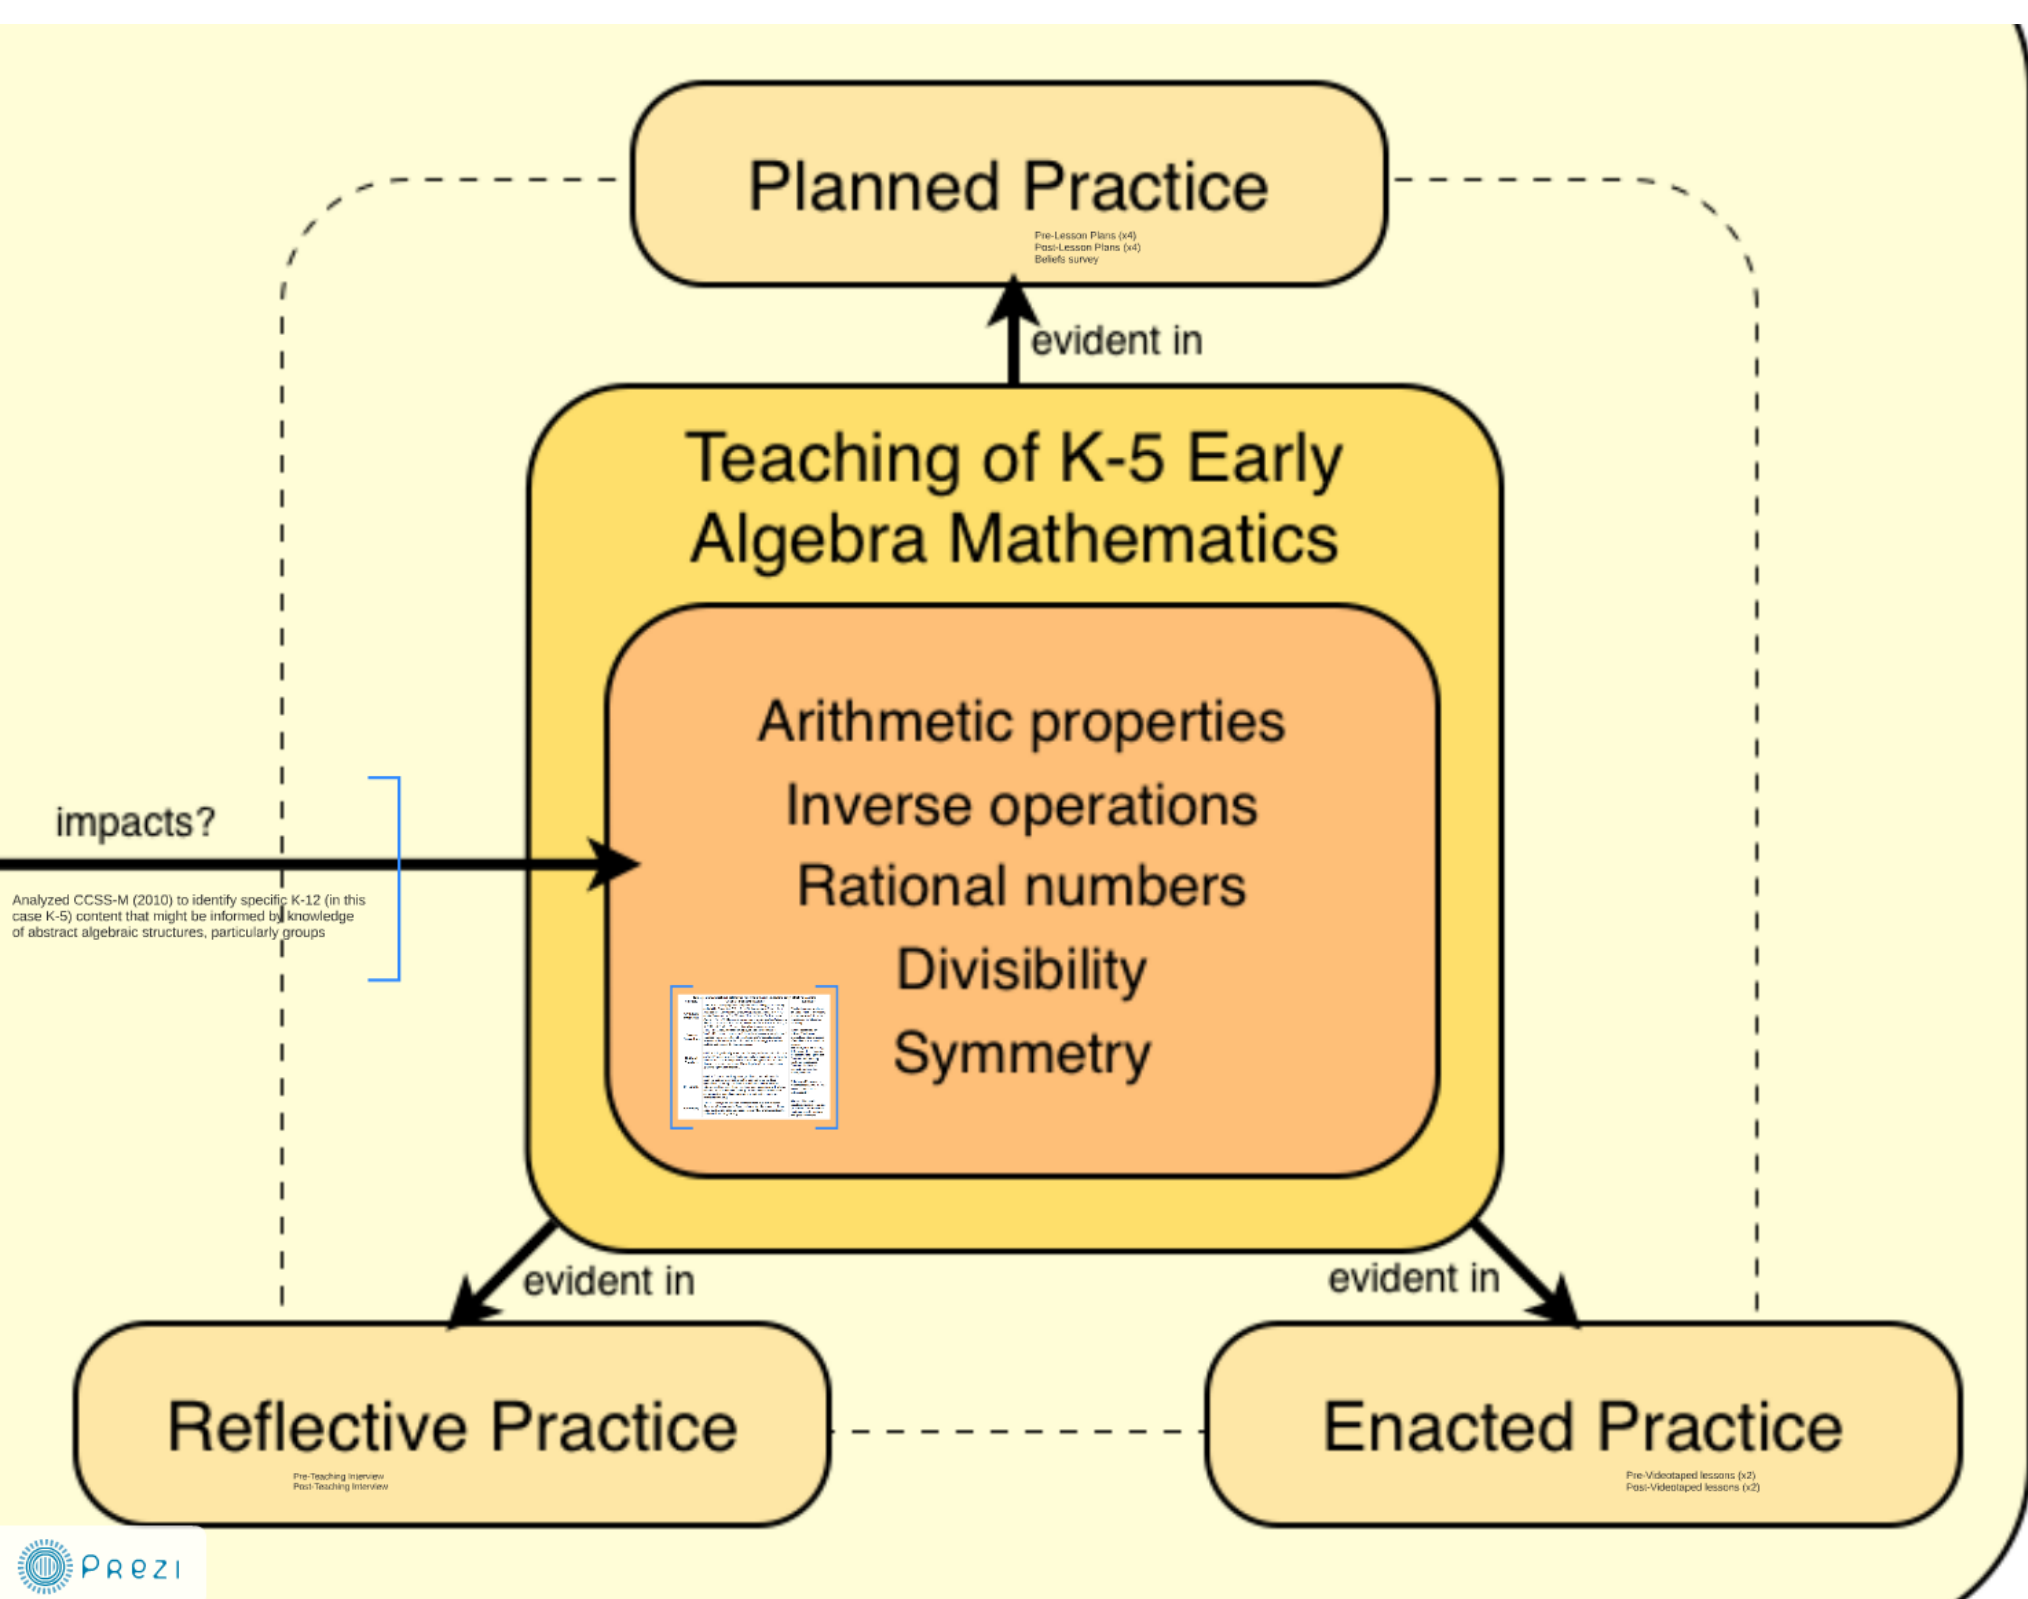 Planned Practice
Pre-Lesson Plans (x4)
Post-Lesson Plans (x4)
Beliefs survey
evident in
Teaching of K-5 Early
Algebra Mathematics
Arithmetic properties
Inverse operations
Rational numbers
Divisibility
Symmetry
impacts?
Analyzed CCSS-M (2010) to identify specific K-12 (in this
case K-5) content that might be informed by knowledge
of abstract algebraic structures, particularly groups
evident in
evident in
Reflective Practice
Pre-Teaching Interview
Post-Teaching Interview
Enacted Practice
Pre-Videotaped lessons (x2)
Post-Videotaped lessons (x2)
Prezi